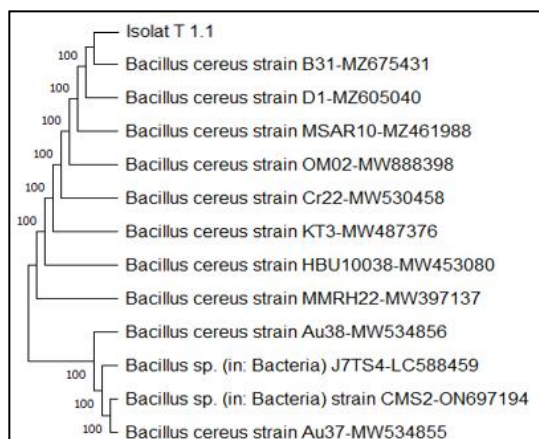 Isolat T 1.1
100
Bacillus cereus strain B31-MZ675431
100
Bacillus cereus strain D1-MZ605040
100
Bacillus cereus strain MSAR10-MZ461988
100
Bacillus cereus strain OM02-MW888398
100
Bacillus cereus strain Cr22-MW530458
100
Bacillus cereus strain KT3-MW487376
Bacillus cereus strain HBU10038-MW453080
Bacillus cereus strain MMRH22-MW397137
Bacillus cereus strain Au38-MW534856
Bacillus sp. (in: Bacteria) J7TS4-LC588459
100
Bacillus sp. (in: Bacteria) strain CMS2-ON697194
100
Bacillus cereus strain Au37-MW534855
100